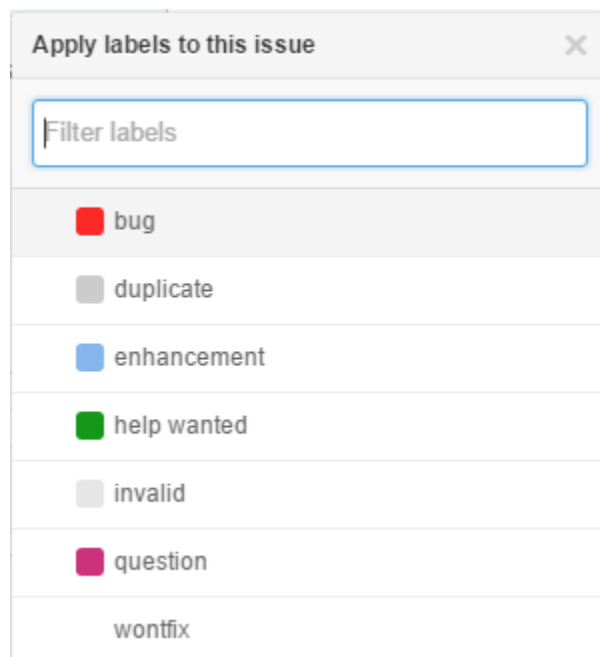 Apply labels to this issue
Filter labels
bug
duplicate
enhancement
help wanted
invalid
question
wontfix